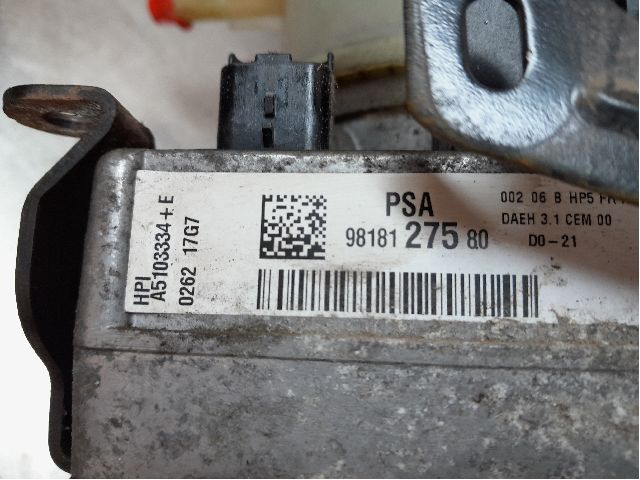 HPI
A5103334+E
0262 17G7
PSA
98181 275 80
002 06 B HP5
DAEH 3.1 CEM 00
D0-21